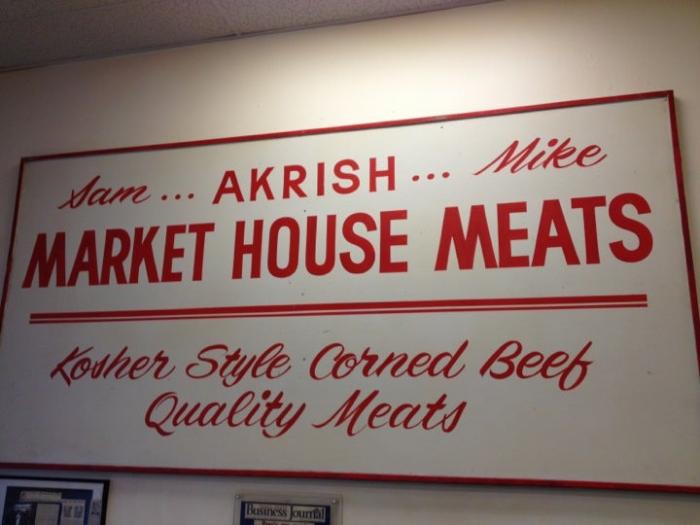 Sam ... AKRISH ... Mike
MARKET HOUSE MEATS
Kosher Style Corned Beef
Quality Meats
Business Journal